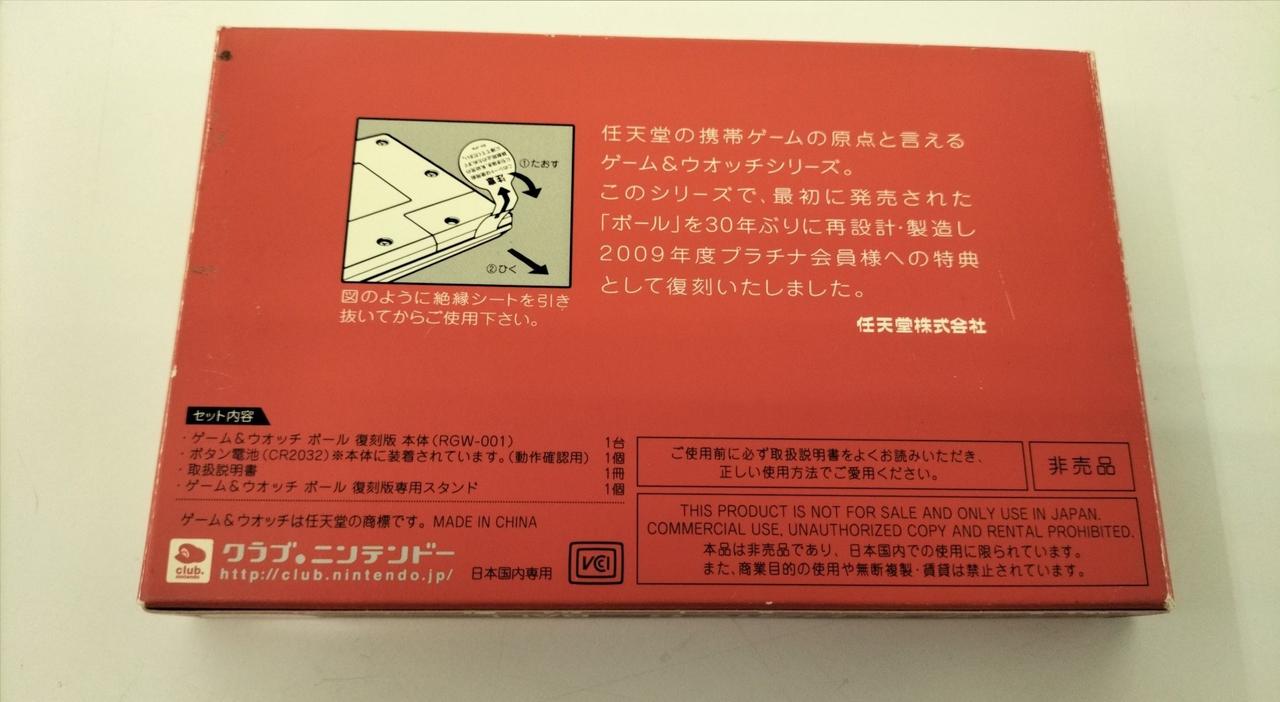 任天堂の携帯ゲームの原点と言える
ゲーム&ウオッチシリーズ。
このシリーズで、最初に発売された
「ボール」を30年ぶりに再設計・製造し
2009年度プラチナ会員様への特典
として復刻いたしました。
任天堂株式会社
注意
①たおす
②ひく
図のように絶縁シートを引き
抜いてからご使用下さい。
セット内容
・ゲーム&ウオッチ ボール 復刻版 本体(RGW-001) 1台
・ボタン電池(CR2032)※本体に装着されています。(動作確認用) 1個
・取扱説明書 1冊
・ゲーム&ウオッチ ボール 復刻版専用スタンド 1個
ゲーム&ウオッチは任天堂の商標です。 MADE IN CHINA
club.
nintendo
クラブ・ニンテンドー
http://club.nintendo.jp/
日本国内専用
VCCI
ご使用前に必ず取扱説明書をよくお読みいただき、
正しい使用方法でご愛用ください。
非売品
THIS PRODUCT IS NOT FOR SALE AND ONLY USE IN JAPAN.
COMMERCIAL USE, UNAUTHORIZED COPY AND RENTAL PROHIBITED.
本品は非売品であり、日本国内での使用に限られています。
また、商業目的の使用や無断複製・賃貸は禁止されています。